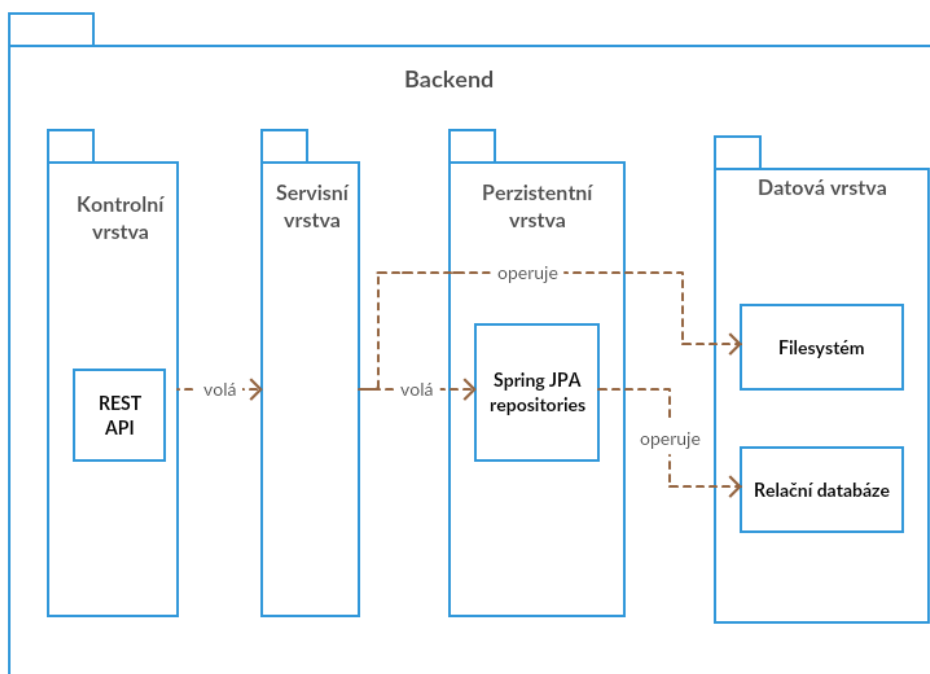 Backend
Kontrolní
vrstva
Servisní
vrstva
Perzistentní
vrstva
Datová vrstva
operuje
Filesystém
REST
API
volá
volá
Spring JPA
repositories
operuje
Relační databáze